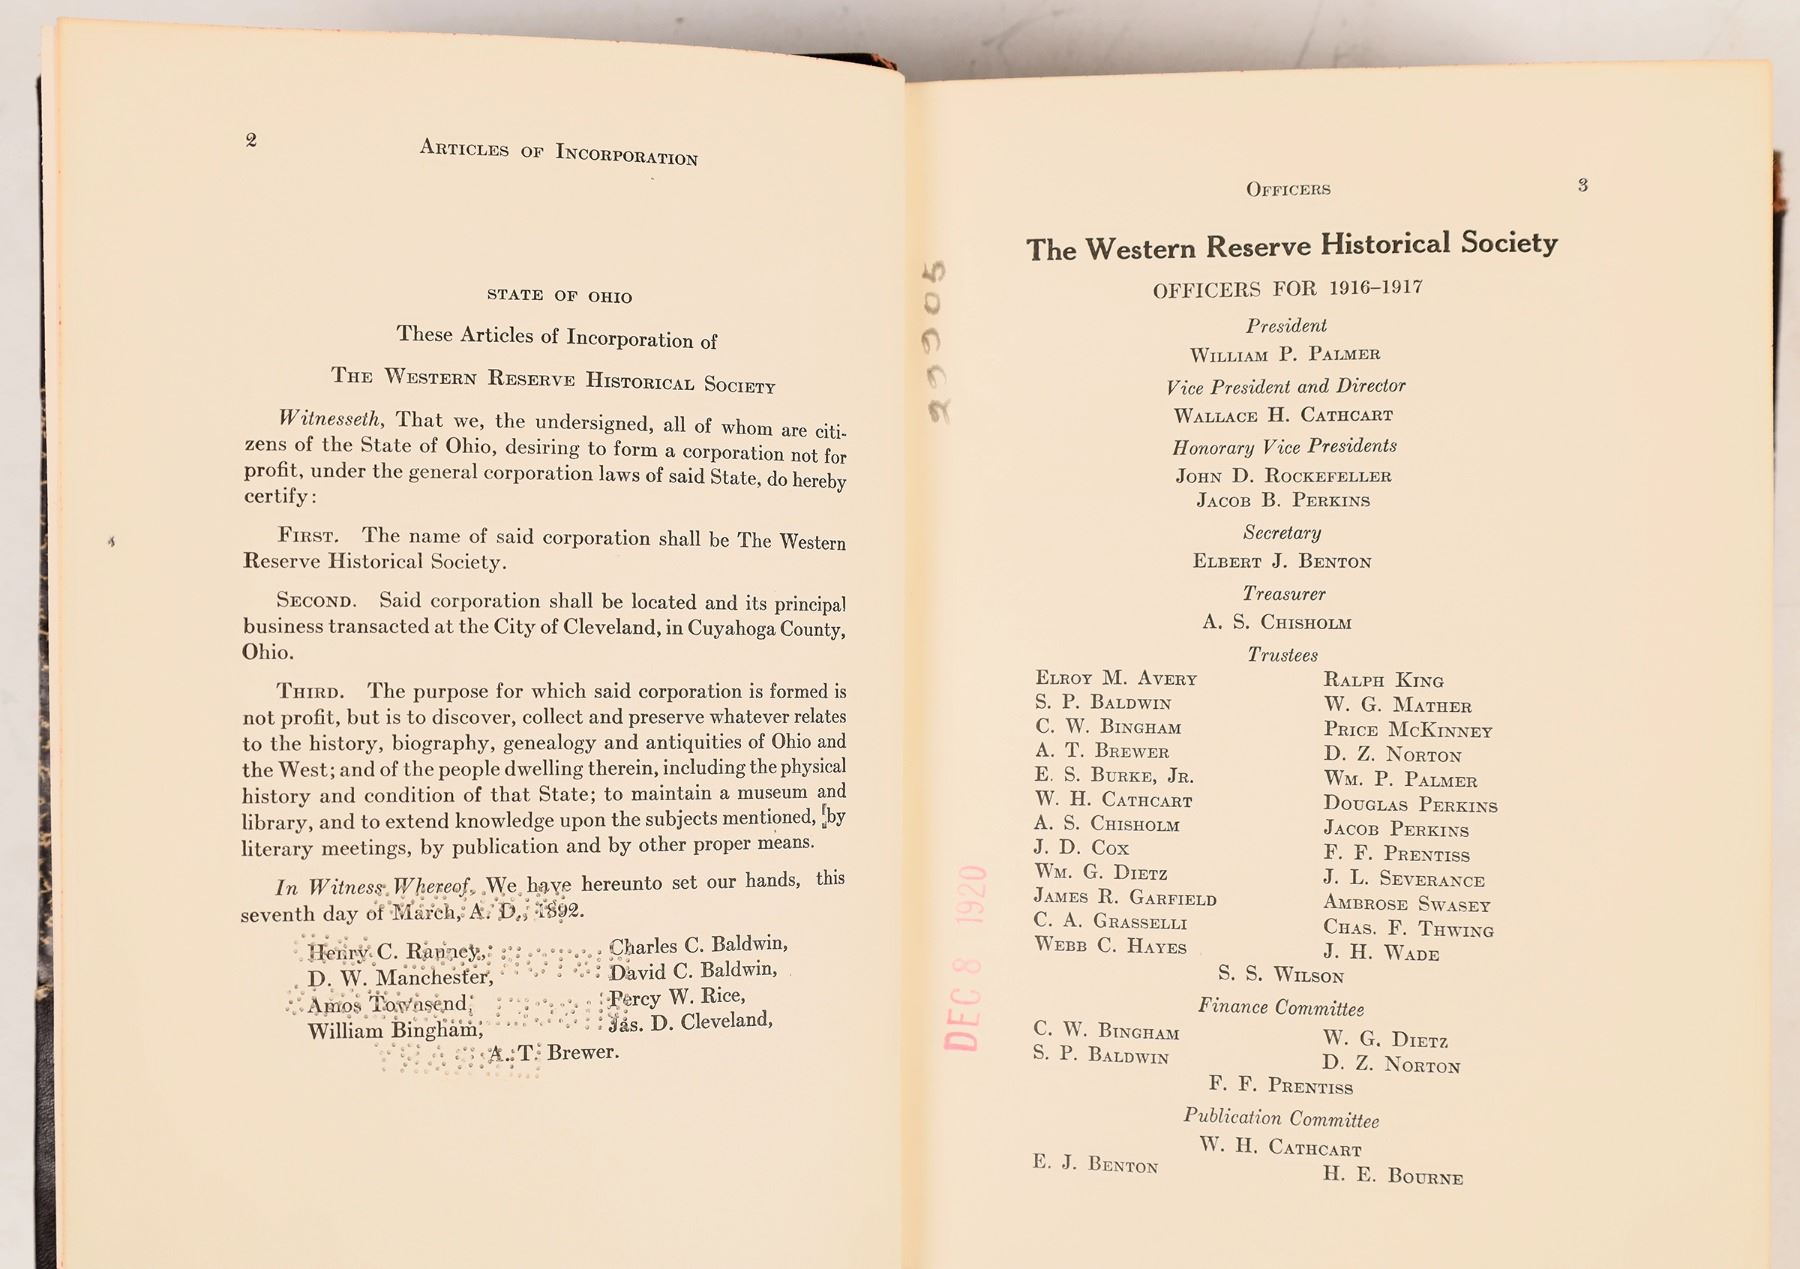 2
Articles of Incorporation
STATE OF OHIO
These Articles of Incorporation of
The Western Reserve Historical Society
Witnesseth, That we, the undersigned, all of whom are citi-
zens of the State of Ohio, desiring to form a corporation not for
profit, under the general corporation laws of said State, do hereby
certify:
First. The name of said corporation shall be The Western
Reserve Historical Society.
Second. Said corporation shall be located and its principal
business transacted at the City of Cleveland, in Cuyahoga County,
Ohio.
Third. The purpose for which said corporation is formed is
not profit, but is to discover, collect and preserve whatever relates
to the history, biography, genealogy and antiquities of Ohio and
the West; and of the people dwelling therein, including the physical
history and condition of that State; to maintain a museum and
library, and to extend knowledge upon the subjects mentioned, by
literary meetings, by publication and by other proper means.
In Witness Whereof, We have hereunto set our hands, this
seventh day of March, A. D., 1892.
Henry C. Ranney,
D. W. Manchester,
Amos Townsend,
William Bingham,
Charles C. Baldwin,
David C. Baldwin,
Percy W. Rice,
Jas. D. Cleveland,
A. T. Brewer.
Officers
3
The Western Reserve Historical Society
OFFICERS FOR 1916–1917
President
William P. Palmer
Vice President and Director
Wallace H. Cathcart
Honorary Vice Presidents
John D. Rockefeller
Jacob B. Perkins
Secretary
Elbert J. Benton
Treasurer
A. S. Chisholm
Trustees
Elroy M. Avery
S. P. Baldwin
C. W. Bingham
A. T. Brewer
E. S. Burke, Jr.
W. H. Cathcart
A. S. Chisholm
J. D. Cox
Wm. G. Dietz
James R. Garfield
C. A. Grasselli
Webb C. Hayes
Ralph King
W. G. Mather
Price McKinney
D. Z. Norton
Wm. P. Palmer
Douglas Perkins
Jacob Perkins
F. F. Prentiss
J. L. Severance
Ambrose Swasey
Chas. F. Thwing
J. H. Wade
S. S. Wilson
Finance Committee
C. W. Bingham
S. P. Baldwin
W. G. Dietz
D. Z. Norton
F. F. Prentiss
Publication Committee
W. H. Cathcart
E. J. Benton
H. E. Bourne
DEC 8 1920